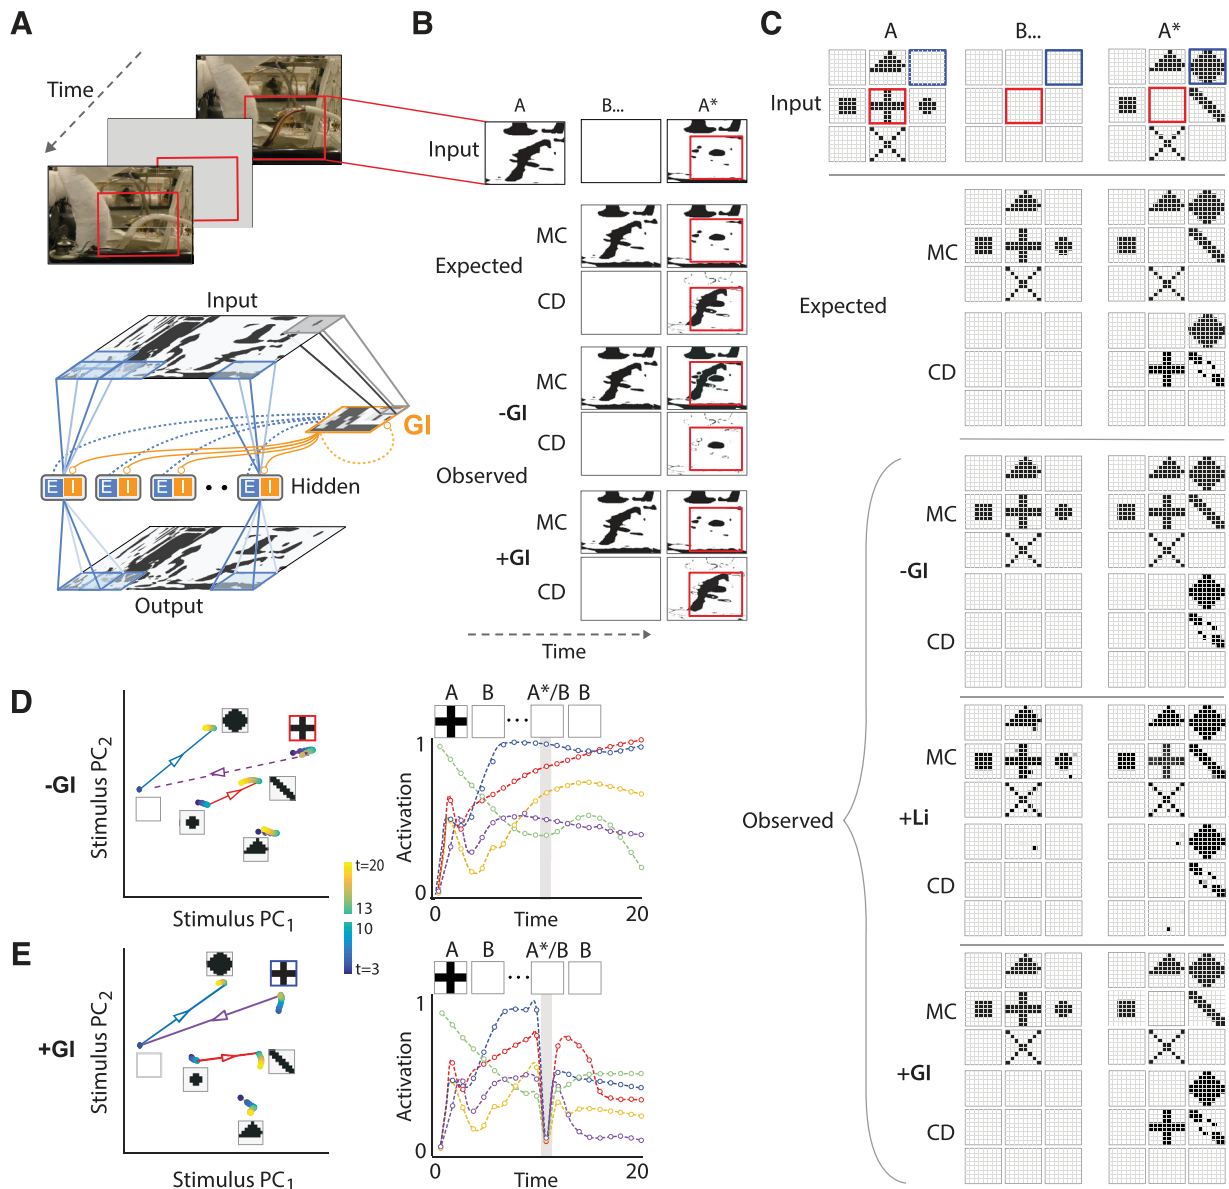 A
Time
Input
GI
E I
E I
E I
E I
Hidden
Output
B
A
B...
A*
Input
MC
Expected
CD
MC
-GI
CD
Observed
MC
+GI
CD
Time
C
A
B...
A*
Input
MC
Expected
CD
MC
-GI
CD
MC
Observed
+Li
CD
MC
+GI
CD
D
-GI
Stimulus PC2
Stimulus PC1
t=20
13
10
t=3
A B ... A*/B B
1
Activation
0
0 Time 20
E
+GI
Stimulus PC2
Stimulus PC1
A B ... A*/B B
1
Activation
0
0 Time 20